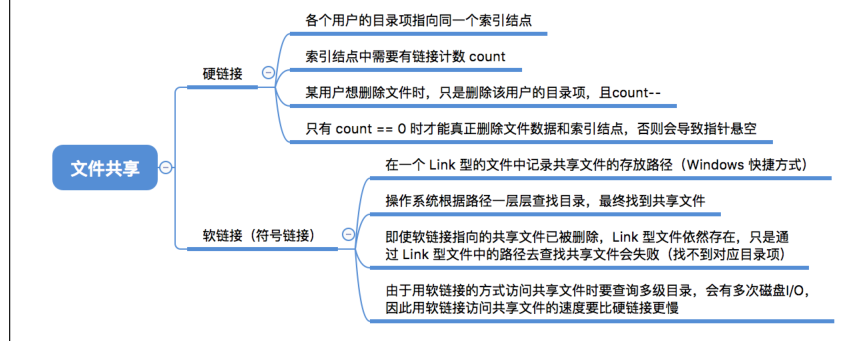 文件共享
硬链接
各个用户的目录项指向同一个索引结点
索引结点中需要有链接计数 count
某用户想删除文件时，只是删除该用户的目录项，且count--
只有 count == 0 时才能真正删除文件数据和索引结点，否则会导致指针悬空
软链接（符号链接）
在一个 Link 型的文件中记录共享文件的存放路径（Windows 快捷方式）
操作系统根据路径一层层查找目录，最终找到共享文件
即使软链接指向的共享文件已被删除，Link 型文件依然存在，只是通
过 Link 型文件中的路径去查找共享文件会失败（找不到对应目录项）
由于用软链接的方式访问共享文件时要查询多级目录，会有多次磁盘I/O，
因此用软链接访问共享文件的速度要比硬链接更慢